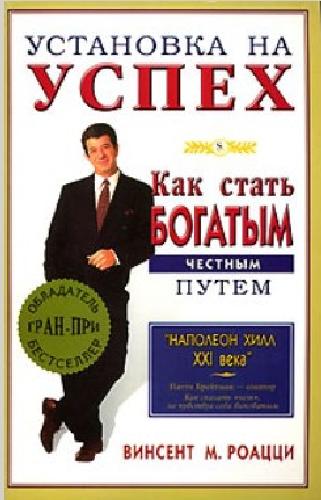 УСТАНОВКА НА
УСПЕХ
Как стать
БОГАТЫМ
ЧЕСТНЫМ
ПУТЕМ
ОБЛАДАТЕЛЬ
ГРАН-ПРИ
БЕСТСЕЛЛЕР
"НАПОЛЕОН ХИЛЛ
XXI века"
ВИНСЕНТ М. РОАЦЦИ